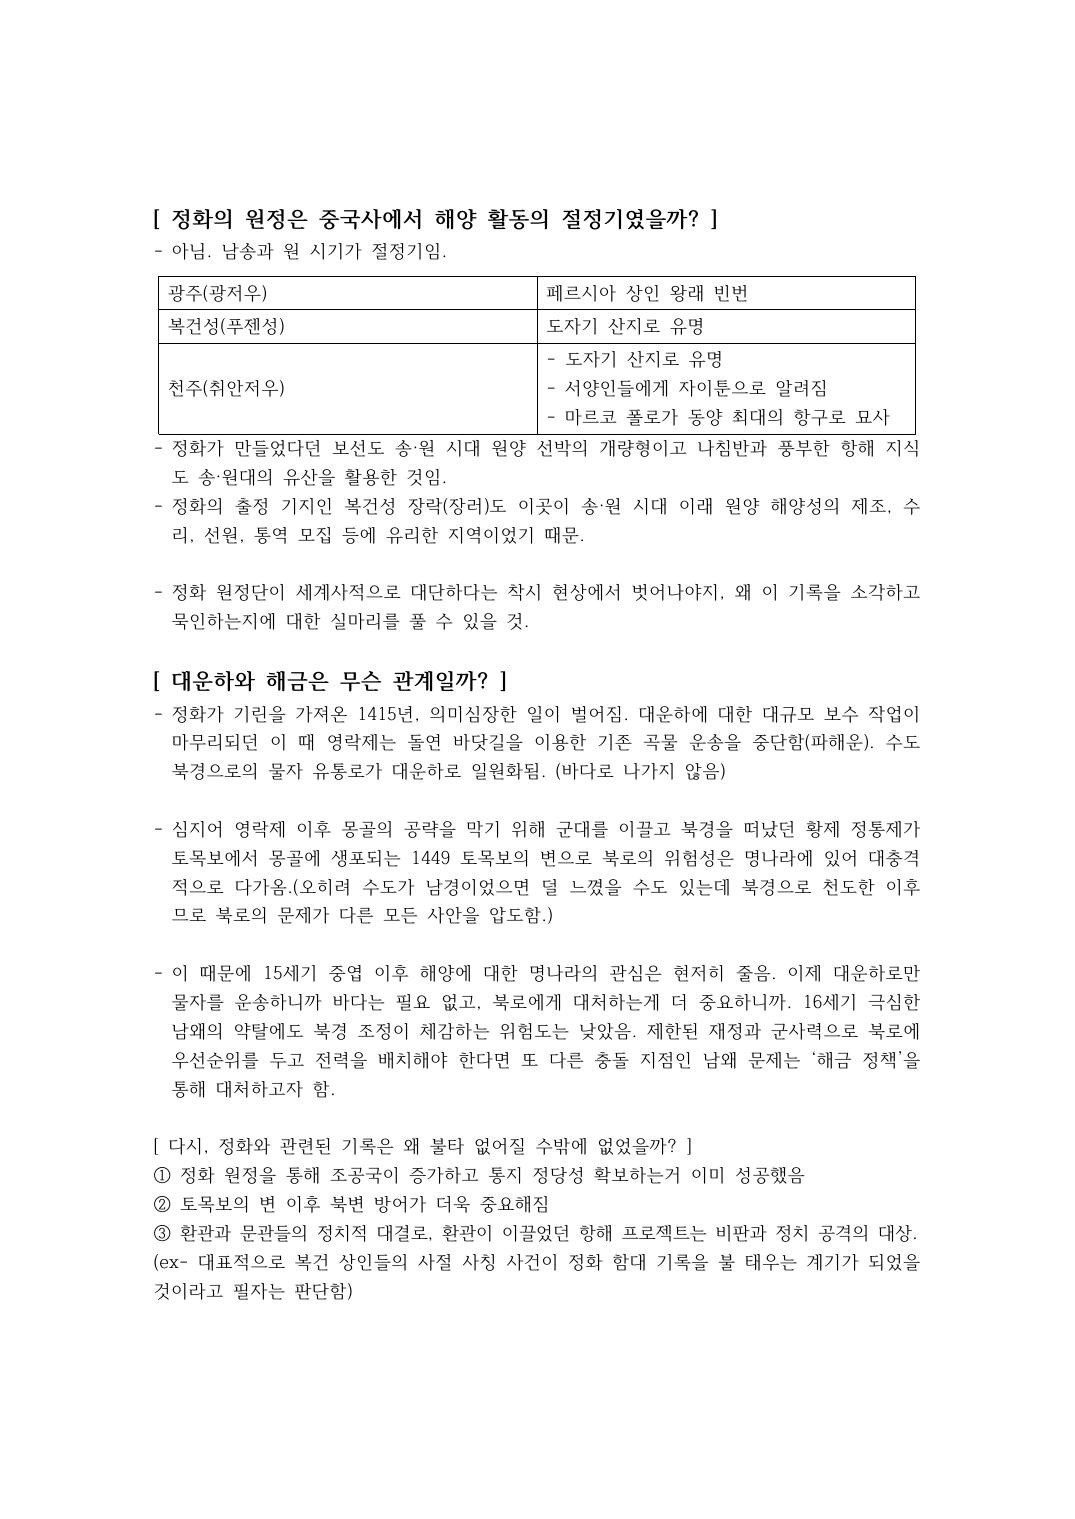 [ 정화의 원정은 중국사에서 해양 활동의 절정기였을까? ]
- 아님. 남송과 원 시기가 절정기임.
광주(광저우) 페르시아 상인 왕래 빈번
복건성(푸젠성) 도자기 산지로 유명
천주(취안저우)
- 도자기 산지로 유명
- 서양인들에게 자이툰으로 알려짐
- 마르코 폴로가 동양 최대의 항구로 묘사
- 정화가 만들었다던 보선도 송·원 시대 원양 선박의 개량형이고 나침반과 풍부한 항해 지식
도 송·원대의 유산을 활용한 것임.
- 정화의 출정 기지인 복건성 장락(장러)도 이곳이 송·원 시대 이래 원양 해양성의 제조, 수
리, 선원, 통역 모집 등에 유리한 지역이었기 때문.
- 정화 원정단이 세계사적으로 대단하다는 착시 현상에서 벗어나야지, 왜 이 기록을 소각하고
묵인하는지에 대한 실마리를 풀 수 있을 것.
[ 대운하와 해금은 무슨 관계일까? ]
- 정화가 기린을 가져온 1415년, 의미심장한 일이 벌어짐. 대운하에 대한 대규모 보수 작업이
마무리되던 이 때 영락제는 돌연 바닷길을 이용한 기존 곡물 운송을 중단함(파해운). 수도
북경으로의 물자 유통로가 대운하로 일원화됨. (바다로 나가지 않음)
- 심지어 영락제 이후 몽골의 공략을 막기 위해 군대를 이끌고 북경을 떠났던 황제 정통제가
토목보에서 몽골에 생포되는 1449 토목보의 변으로 북로의 위험성은 명나라에 있어 대충격
적으로 다가옴.(오히려 수도가 남경이었으면 덜 느꼈을 수도 있는데 북경으로 천도한 이후
므로 북로의 문제가 다른 모든 사안을 압도함.)
- 이 때문에 15세기 중엽 이후 해양에 대한 명나라의 관심은 현저히 줄음. 이제 대운하로만
물자를 운송하니까 바다는 필요 없고, 북로에게 대처하는게 더 중요하니까. 16세기 극심한
남왜의 약탈에도 북경 조정이 체감하는 위험도는 낮았음. 제한된 재정과 군사력으로 북로에
우선순위를 두고 전력을 배치해야 한다면 또 다른 충돌 지점인 남왜 문제는 ‘해금 정책’을
통해 대처하고자 함.
[ 다시, 정화와 관련된 기록은 왜 불타 없어질 수밖에 없었을까? ]
① 정화 원정을 통해 조공국이 증가하고 통지 정당성 확보하는거 이미 성공했음
② 토목보의 변 이후 북변 방어가 더욱 중요해짐
③ 환관과 문관들의 정치적 대결로, 환관이 이끌었던 항해 프로젝트는 비판과 정치 공격의 대상.
(ex- 대표적으로 복건 상인들의 사절 사칭 사건이 정화 함대 기록을 불 태우는 계기가 되었을
것이라고 필자는 판단함)